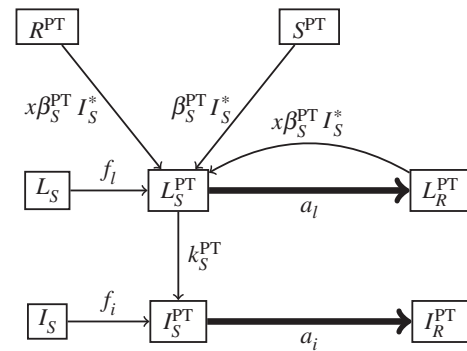 R^PT S^PT
xβ_S^PT I_S^* β_S^PT I_S^* xβ_S^PT I_S^*
L_S f_l L_S^PT a_l L_R^PT
k_S^PT
I_S f_i I_S^PT a_i I_R^PT